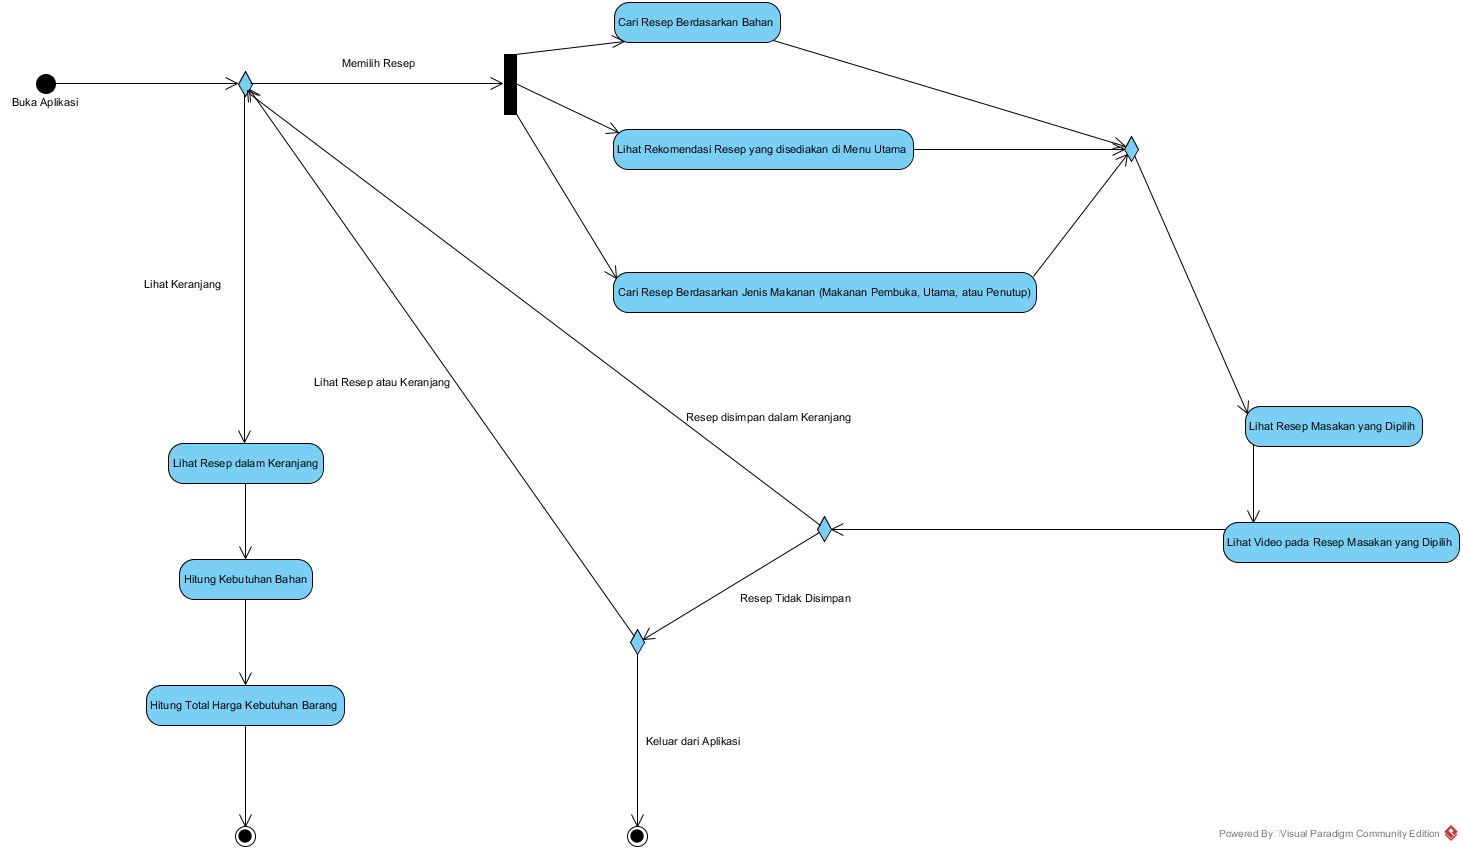 Cari Resep Berdasarkan Bahan
Memilih Resep
Buka Aplikasi
Lihat Rekomendasi Resep yang disediakan di Menu Utama
Lihat Keranjang
Cari Resep Berdasarkan Jenis Makanan (Makanan Pembuka, Utama, atau Penutup)
Lihat Resep atau Keranjang
Resep disimpan dalam Keranjang
Lihat Resep Masakan yang Dipilih
Lihat Resep dalam Keranjang
Lihat Video pada Resep Masakan yang Dipilih
Hitung Kebutuhan Bahan
Resep Tidak Disimpan
Hitung Total Harga Kebutuhan Barang
Keluar dari Aplikasi
Powered By Visual Paradigm Community Edition